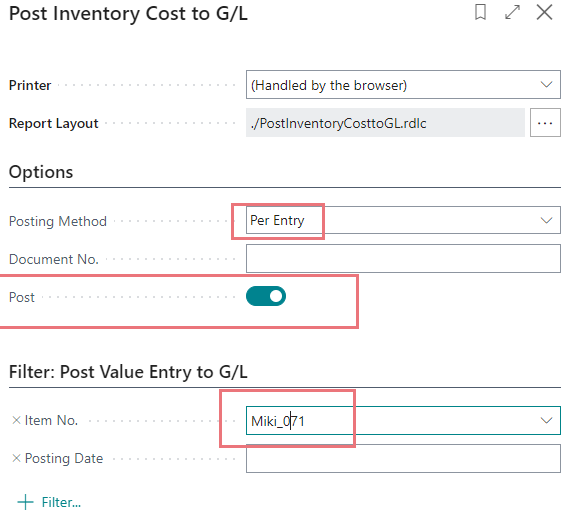 Post Inventory Cost to G/L
Printer (Handled by the browser)
Report Layout ./PostInventoryCosttoGL.rdlc ...
Options
Posting Method Per Entry
Document No.
Post
Filter: Post Value Entry to G/L
× Item No. Miki_071
× Posting Date
+ Filter...